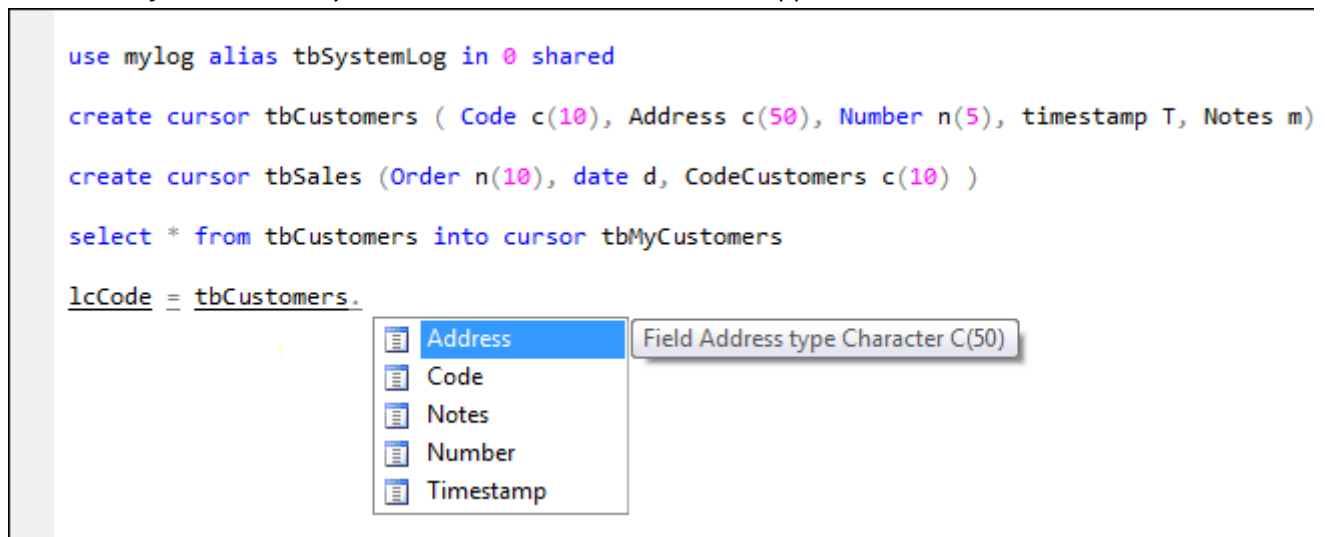 use mylog alias tbSystemLog in 0 shared
create cursor tbCustomers ( Code c(10), Address c(50), Number n(5), timestamp T, Notes m)
create cursor tbSales (Order n(10), date d, CodeCustomers c(10) )
select * from tbCustomers into cursor tbMyCustomers
lcCode = tbCustomers.
Address Field Address type Character C(50)
Code
Notes
Number
Timestamp